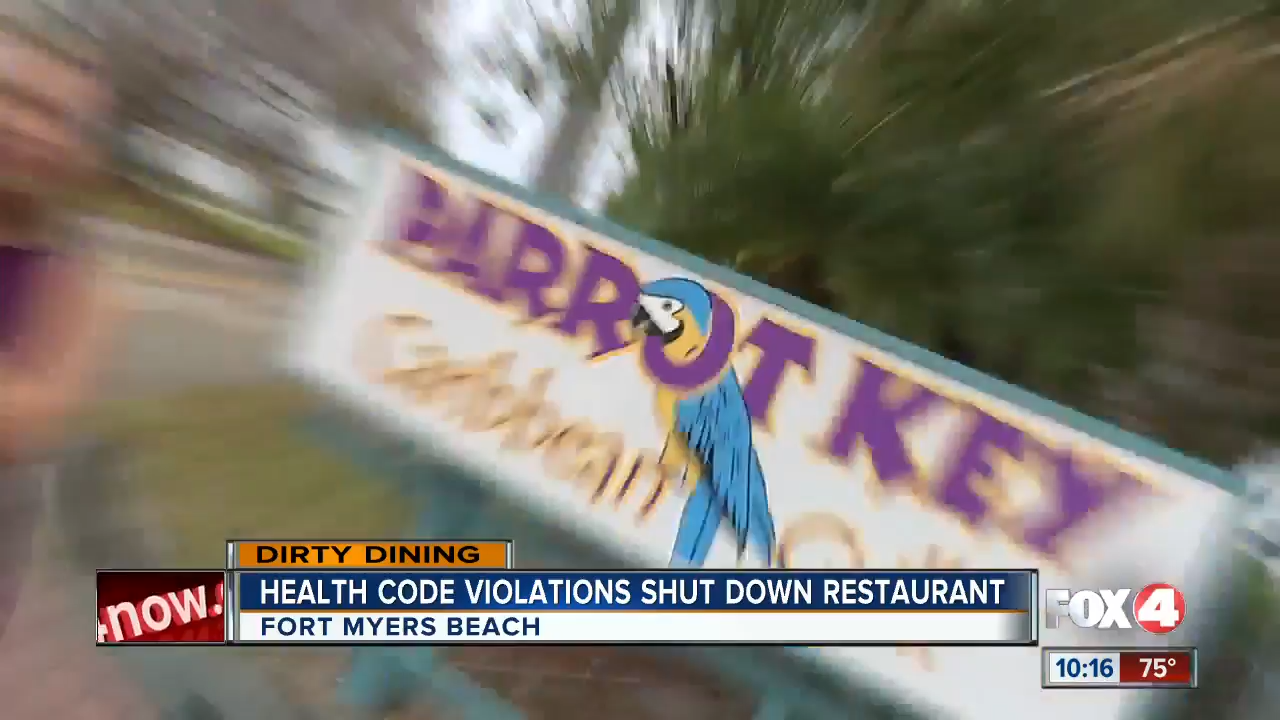 PARROT KEY
Caribbean
DIRTY DINING
HEALTH CODE VIOLATIONS SHUT DOWN RESTAURANT
FORT MYERS BEACH
now.
FOX 4
10:16 75°